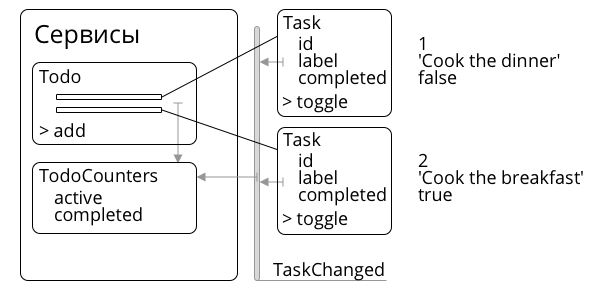 Сервисы
Todo
> add
TodoCounters
active
completed
Task
id
label
completed
> toggle
1
'Cook the dinner'
false
Task
id
label
completed
> toggle
2
'Cook the breakfast'
true
TaskChanged